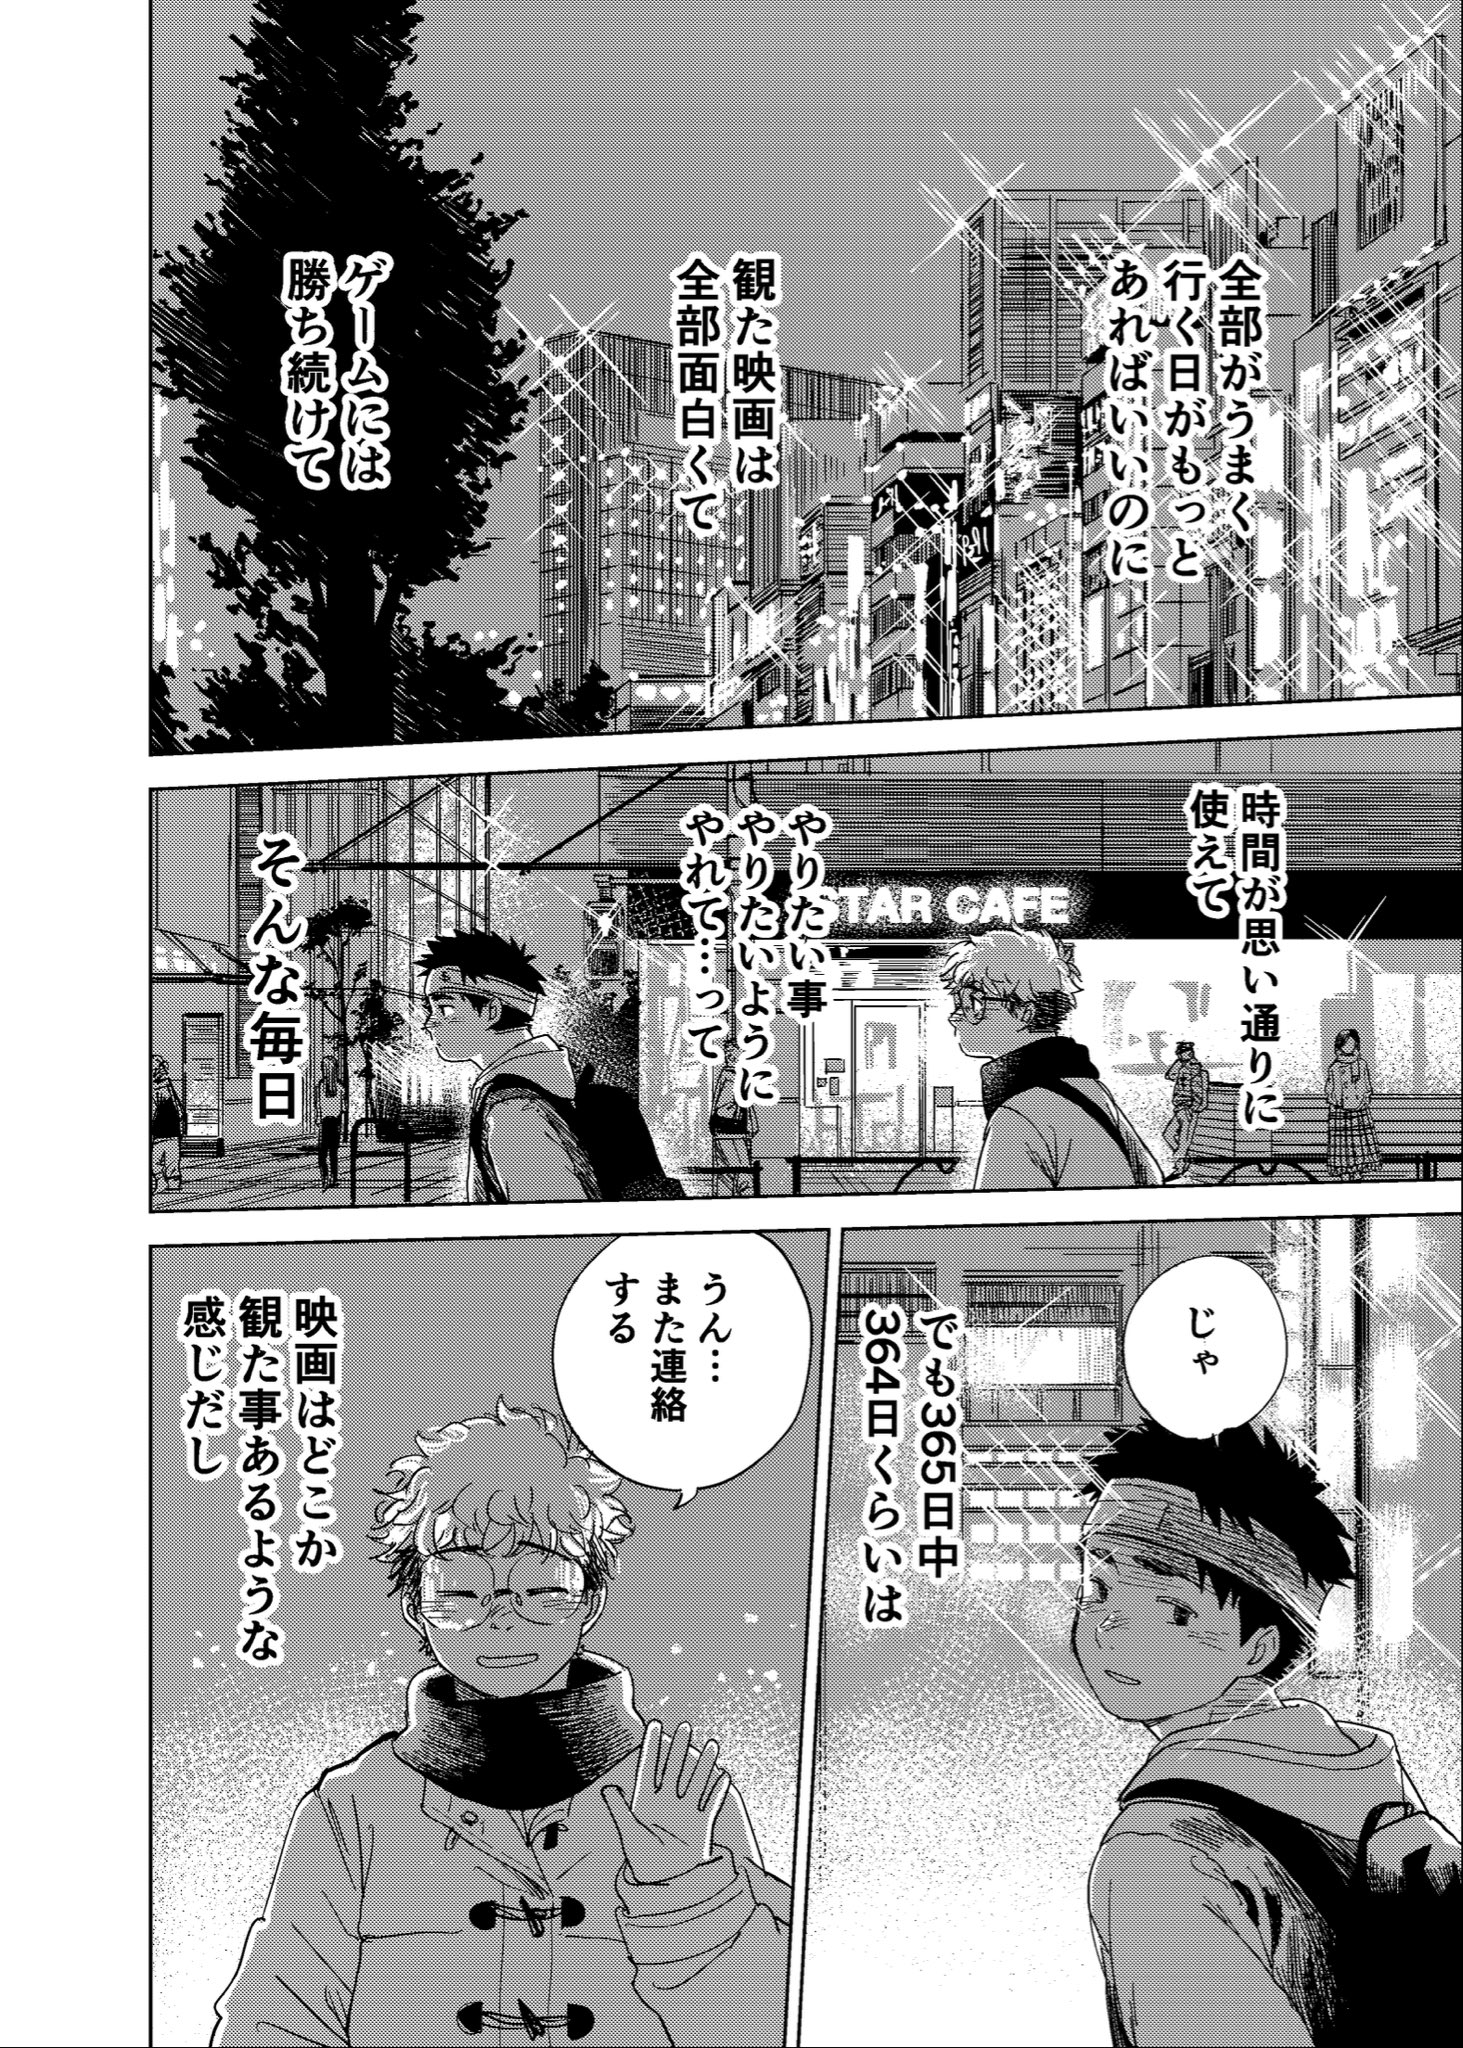 全部がうまく
行く日がもっと
あればいいのに
観た映画は
全部面白くて
ゲームには
勝ち続けて
時間が思い通りに
使えて
やりたい事
やりたいように
やれて…って
STAR CAFE
そんな毎日
じゃ
でも365日中
364日くらいは
うん…
また連絡
する
映画はどこか
観た事あるような
感じだし